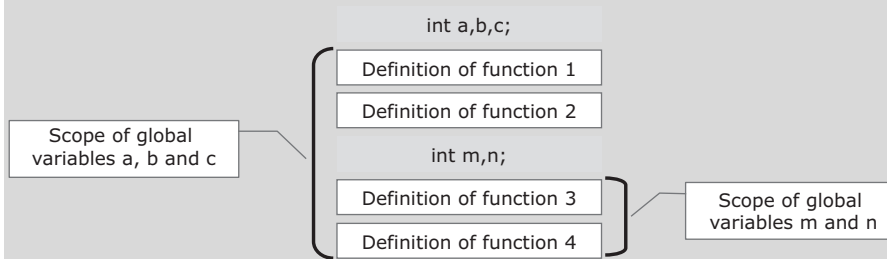 int a,b,c;
Definition of function 1
Definition of function 2
Scope of global
variables a, b and c
int m,n;
Definition of function 3
Scope of global
variables m and n
Definition of function 4